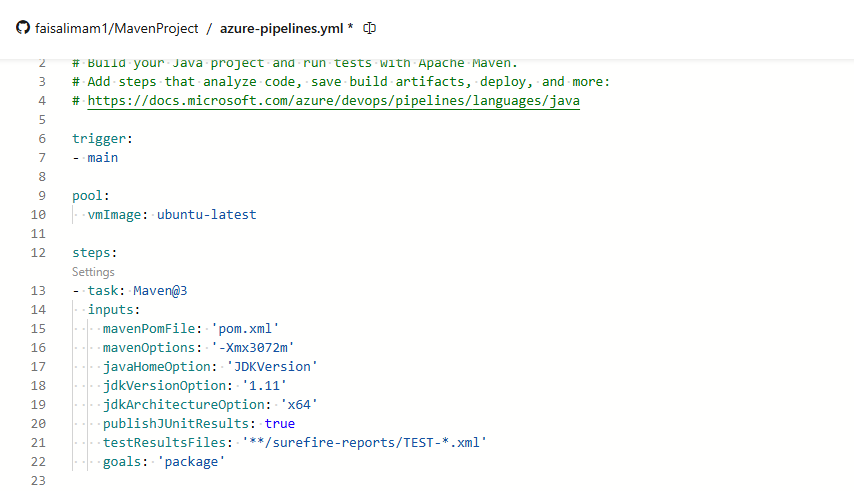 faisalimam1/MavenProject / azure-pipelines.yml *
2 # Build your Java project and run tests with Apache Maven.
3 # Add steps that analyze code, save build artifacts, deploy, and more:
4 # https://docs.microsoft.com/azure/devops/pipelines/languages/java
5
6 trigger:
7 - main
8
9 pool:
10   vmImage: ubuntu-latest
11
12 steps:
Settings
13 - task: Maven@3
14   inputs:
15     mavenPomFile: 'pom.xml'
16     mavenOptions: '-Xmx3072m'
17     javaHomeOption: 'JDKVersion'
18     jdkVersionOption: '1.11'
19     jdkArchitectureOption: 'x64'
20     publishJUnitResults: true
21     testResultsFiles: '**/surefire-reports/TEST-*.xml'
22     goals: 'package'
23